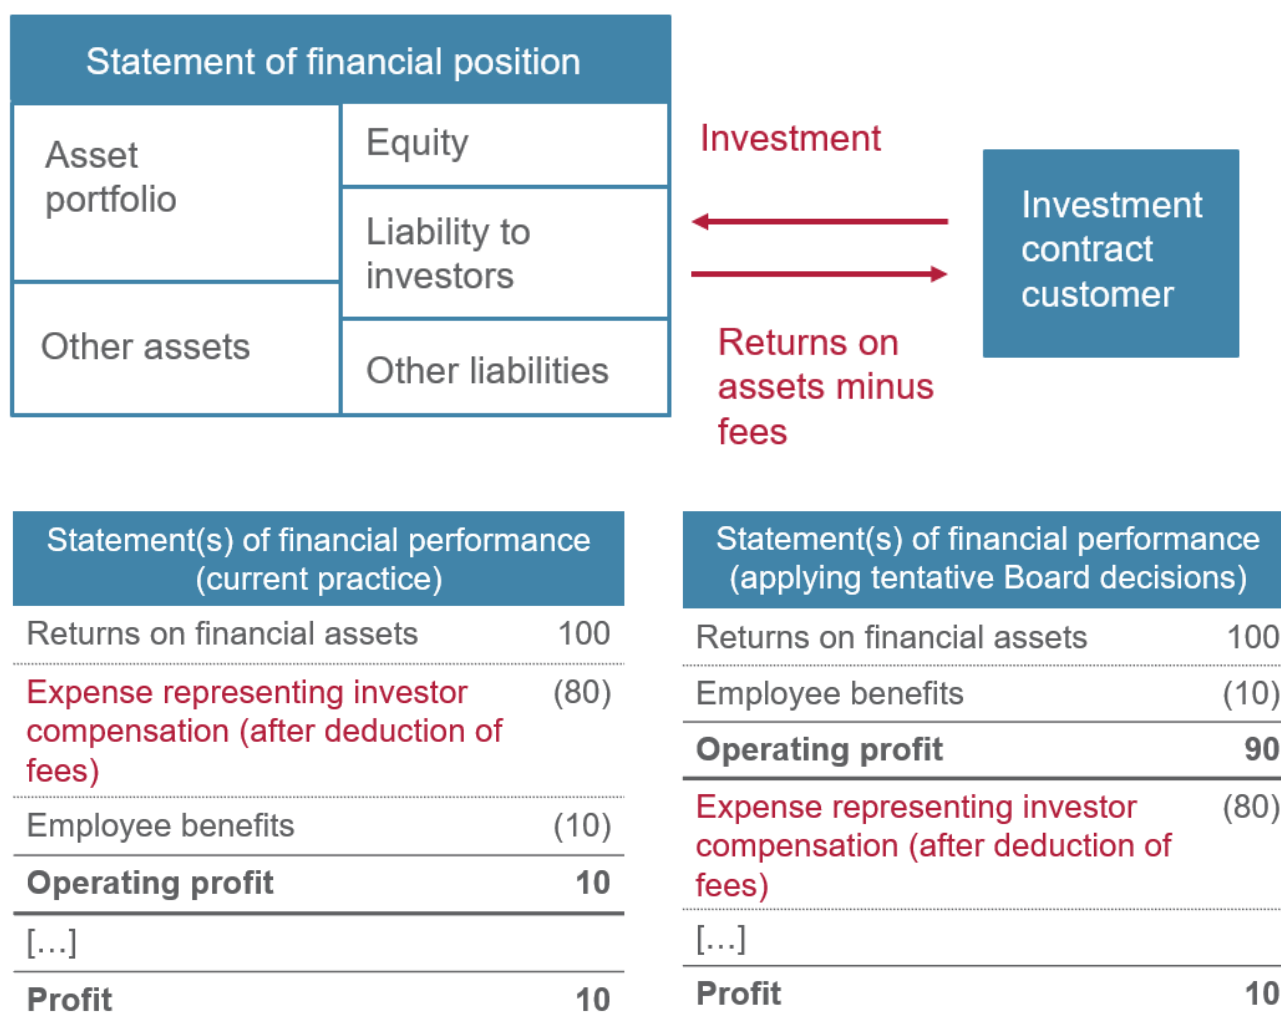 Statement of financial position
Asset
portfolio
Other assets
Equity
Liability to
investors
Other liabilities
Investment
Returns on
assets minus
fees
Investment
contract
customer
Statement(s) of financial performance
(current practice)
Returns on financial assets 100
Expense representing investor (80)
compensation (after deduction of
fees)
Employee benefits (10)
Operating profit 10
[…]
Profit 10
Statement(s) of financial performance
(applying tentative Board decisions)
Returns on financial assets 100
Employee benefits (10)
Operating profit 90
Expense representing investor (80)
compensation (after deduction of
fees)
[…]
Profit 10